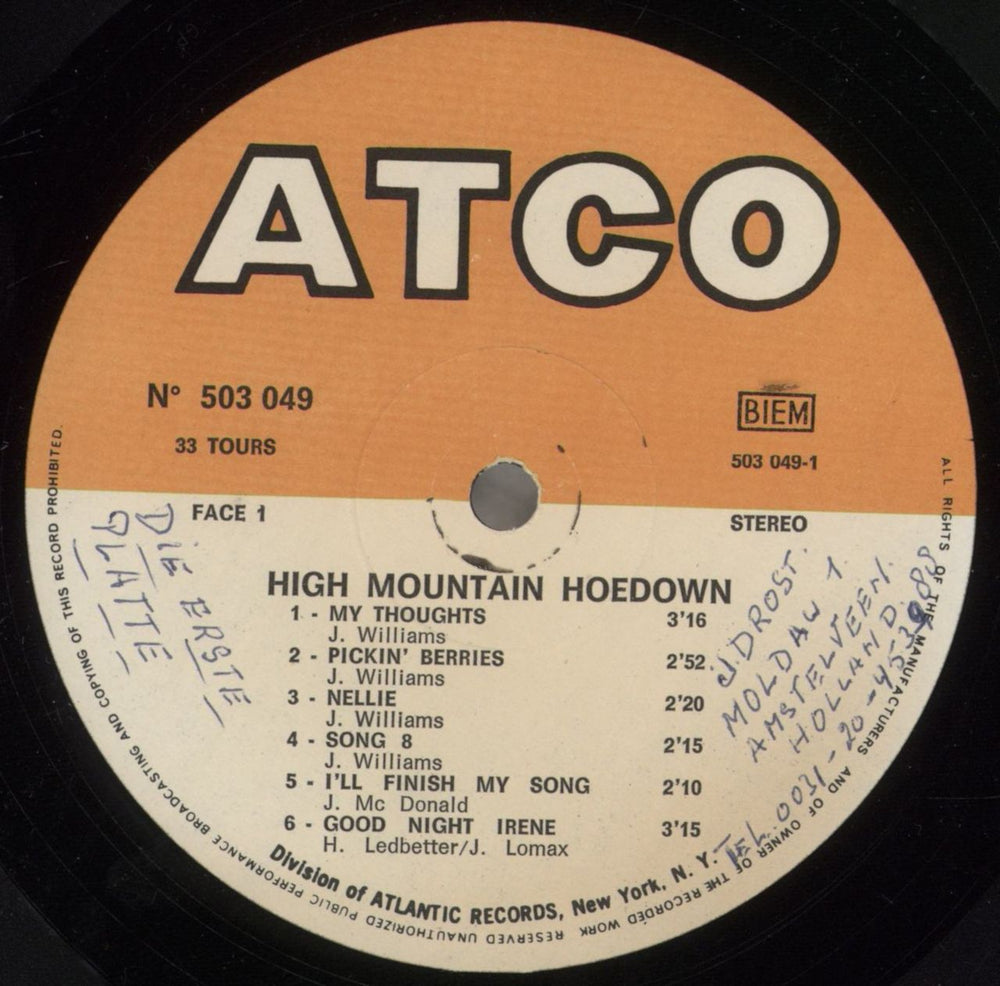 ATCO
N° 503 049
BIEM
33 TOURS
503 049-1
FACE 1
STEREO
HIGH MOUNTAIN HOEDOWN
1 - MY THOUGHTS 3'16
J. Williams
2 - PICKIN' BERRIES 2'52
J. Williams
3 - NELLIE 2'20
J. Williams
4 - SONG 8 2'15
J. Williams
5 - I'LL FINISH MY SONG 2'10
J. Mc Donald
6 - GOOD NIGHT IRENE 3'15
H. Ledbetter/J. Lomax
Division of ATLANTIC RECORDS, New York, N. Y.
ALL RIGHTS OF THE MANUFACTURERS AND OF OWNER OF THE RECORDED WORK RESERVED UNAUTHORIZED PUBLIC PERFORMANCE BROADCASTING AND COPYING OF THIS RECORD PROHIBITED.
DIE ERSTE
PLATTE
J. DROST.
MOLDAU 1.
AMSTELVEEN.
HOLLAND.
TEL. 0031-20-45